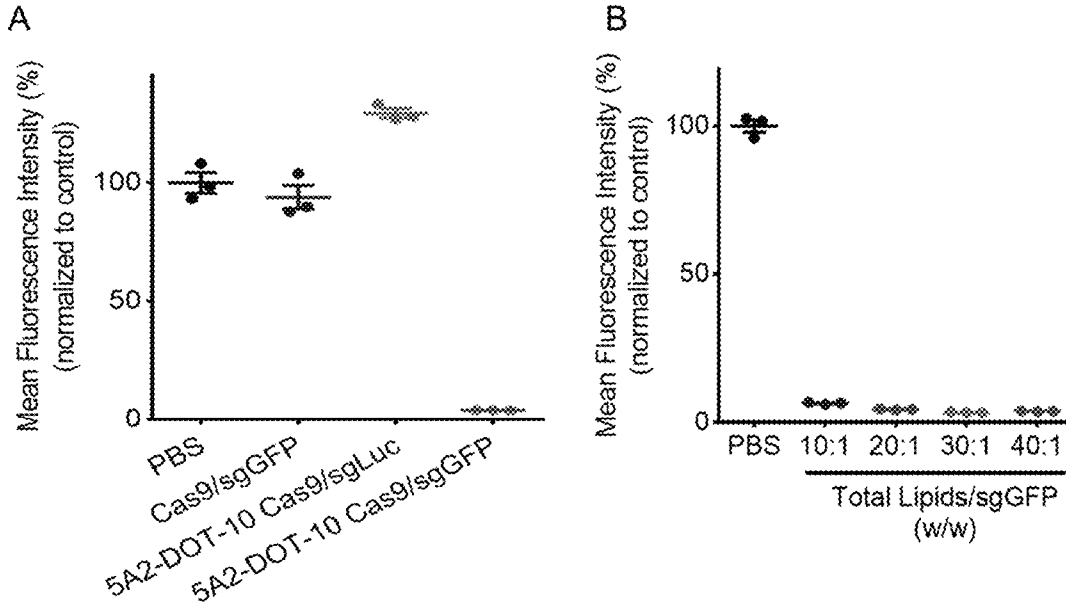 A
Mean Fluorescence Intensity (%)
(normalized to control)
100
50
0
PBS
Cas9/sgGFP
5A2-DOT-10 Cas9/sgLuc
5A2-DOT-10 Cas9/sgGFP
B
Mean Fluorescence Intensity (%)
(normalized to control)
100
50
0
PBS 10:1 20:1 30:1 40:1
Total Lipids/sgGFP
(w/w)